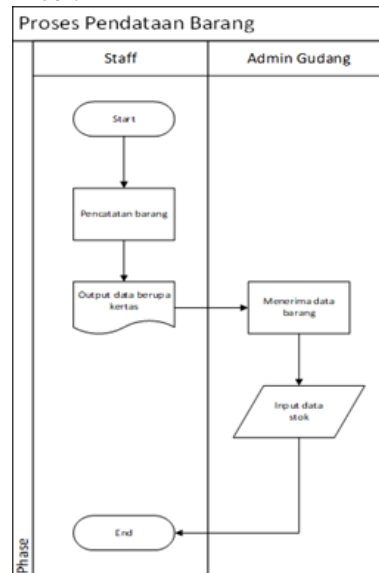 Proses Pendataan Barang
Staff
Admin Gudang
Start
Pencatatan barang
Output data berupa
kertas
Menerima data
barang
Input data
stok
End
Phase